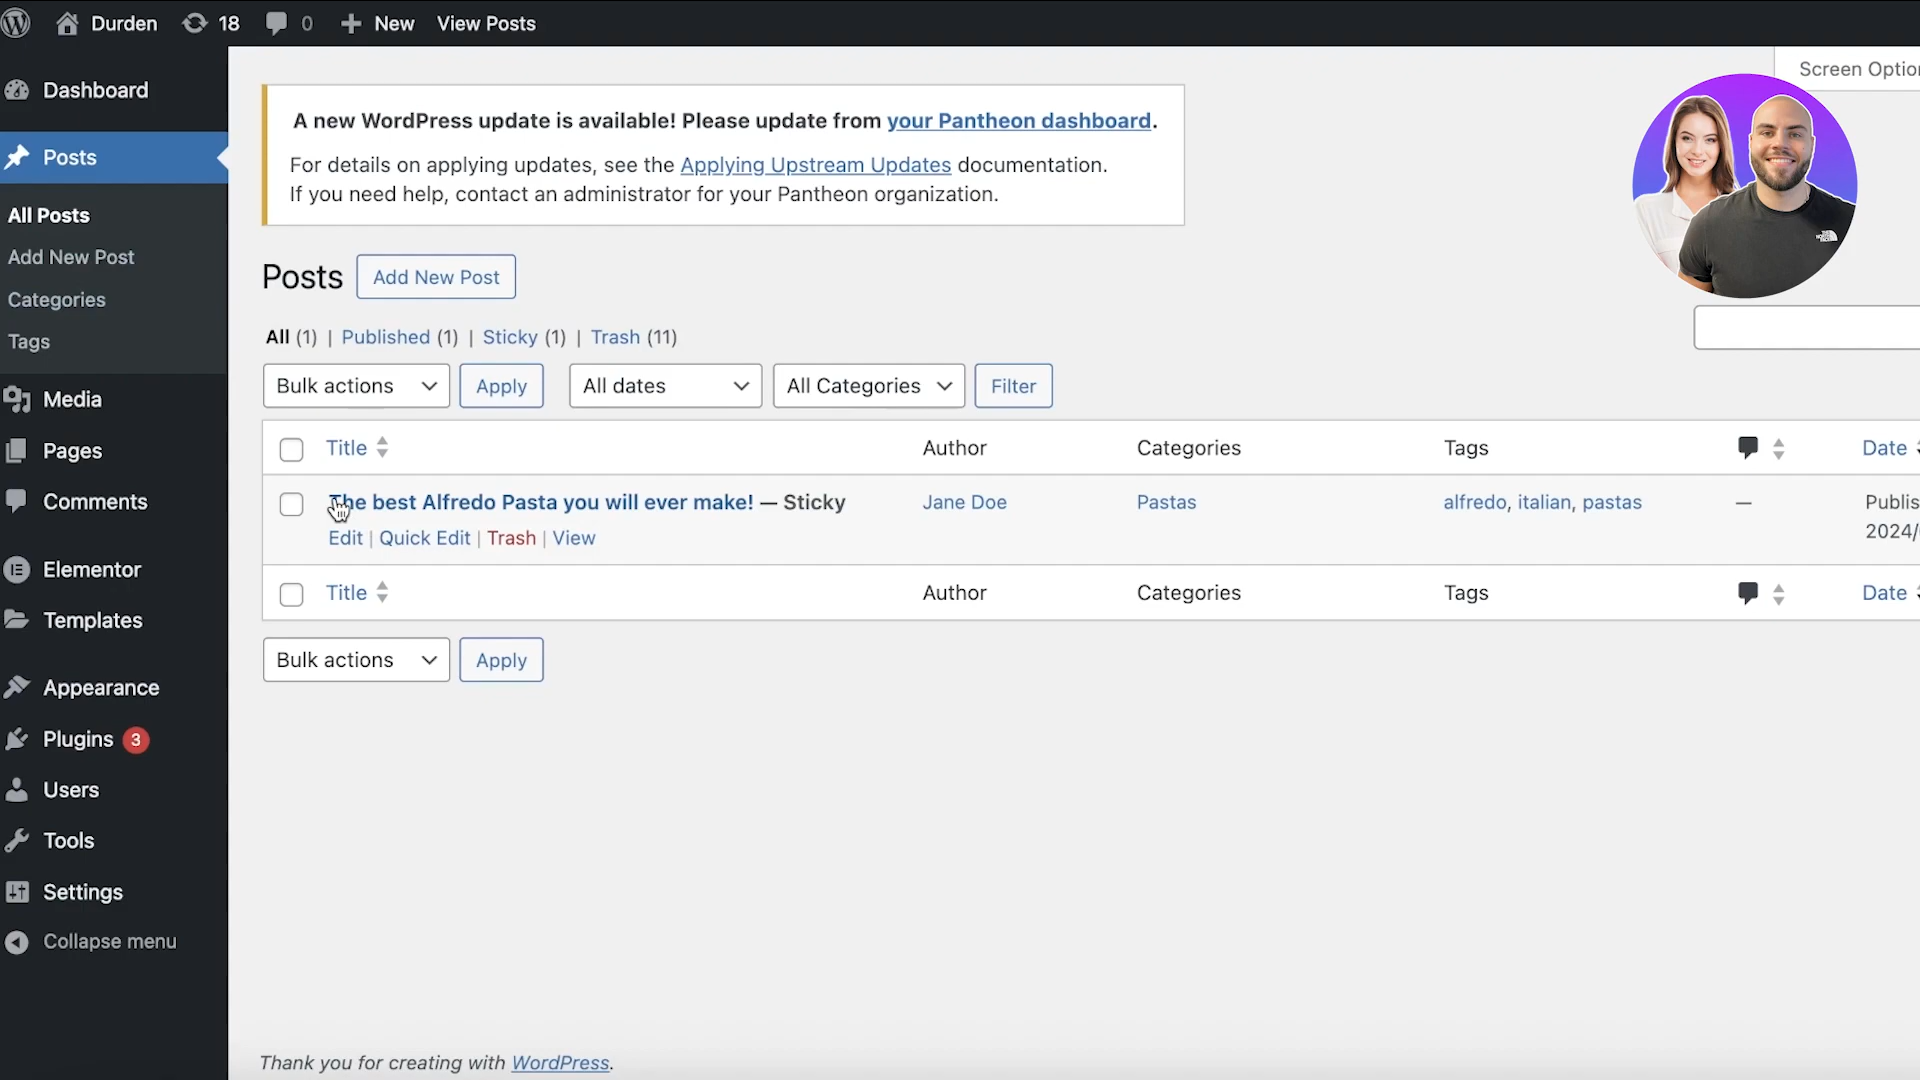 Durden 18 0 New View Posts
Screen Optio
Dashboard
Posts
All Posts
Add New Post
Categories
Tags
Media
Pages
Comments
Elementor
Templates
Appearance
Plugins 3
Users
Tools
Settings
Collapse menu
A new WordPress update is available! Please update from your Pantheon dashboard.
For details on applying updates, see the Applying Upstream Updates documentation.
If you need help, contact an administrator for your Pantheon organization.
Posts Add New Post
All (1) | Published (1) | Sticky (1) | Trash (11)
Bulk actions Apply All dates All Categories Filter
Title Author Categories Tags Date
The best Alfredo Pasta you will ever make! — Sticky Jane Doe Pastas alfredo, italian, pastas — Publis
Edit | Quick Edit | Trash | View 2024/
Title Author Categories Tags Date
Bulk actions Apply
Thank you for creating with WordPress.